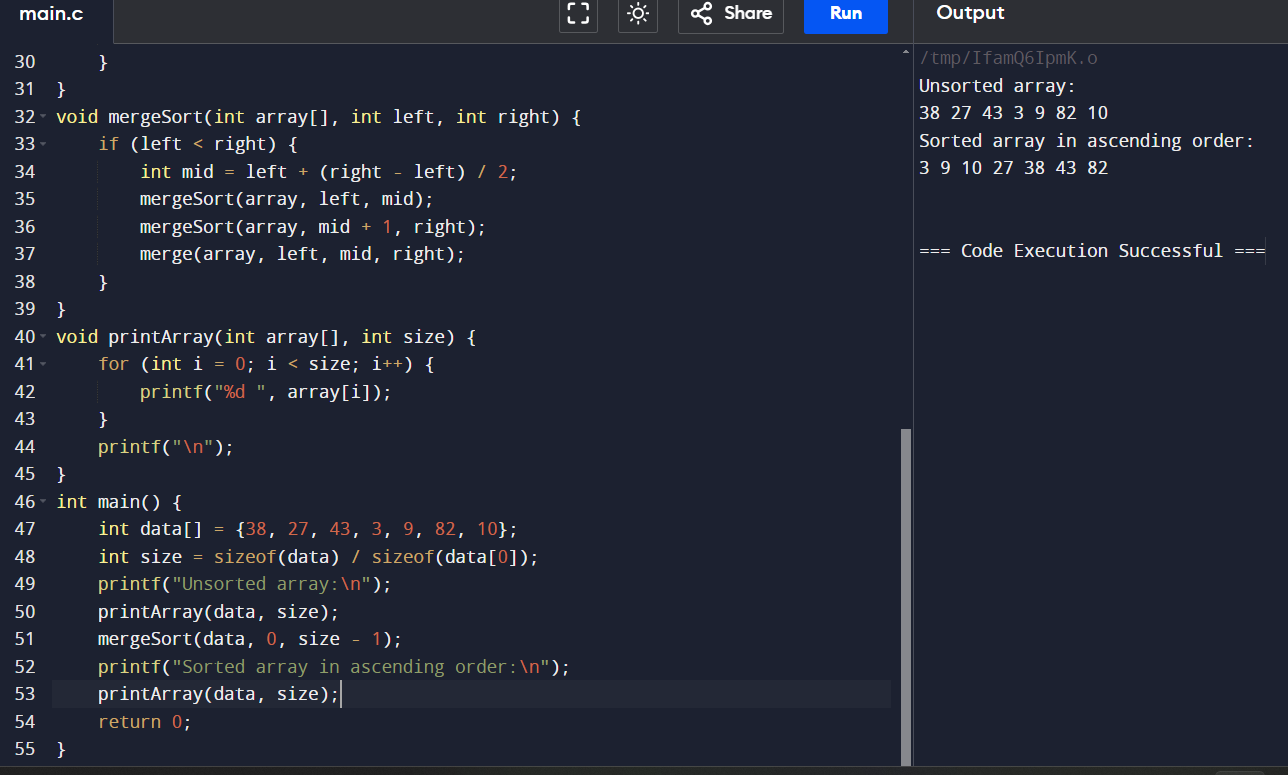 main.c
Share
Run
Output
30 }
31 }
32 void mergeSort(int array[], int left, int right) {
33 if (left < right) {
34 int mid = left + (right - left) / 2;
35 mergeSort(array, left, mid);
36 mergeSort(array, mid + 1, right);
37 merge(array, left, mid, right);
38 }
39 }
40 void printArray(int array[], int size) {
41 for (int i = 0; i < size; i++) {
42 printf("%d ", array[i]);
43 }
44 printf("\n");
45 }
46 int main() {
47 int data[] = {38, 27, 43, 3, 9, 82, 10};
48 int size = sizeof(data) / sizeof(data[0]);
49 printf("Unsorted array:\n");
50 printArray(data, size);
51 mergeSort(data, 0, size - 1);
52 printf("Sorted array in ascending order:\n");
53 printArray(data, size);
54 return 0;
55 }
/tmp/IfamQ6IpmK.o
Unsorted array:
38 27 43 3 9 82 10
Sorted array in ascending order:
3 9 10 27 38 43 82
=== Code Execution Successful ===